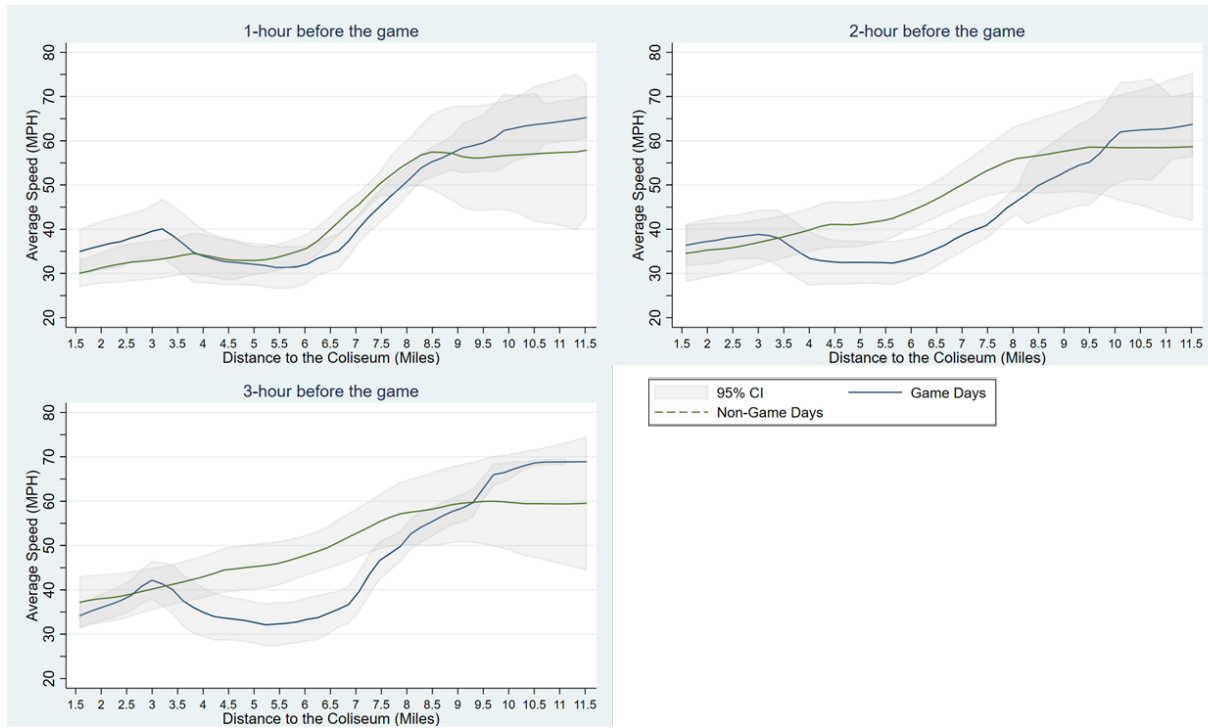 1-hour before the game
80
70
60
50
40
30
20
Average Speed (MPH)
1.5 2 2.5 3 3.5 4 4.5 5 5.5 6 6.5 7 7.5 8 8.5 9 9.5 10 10.5 11 11.5
Distance to the Coliseum (Miles)
2-hour before the game
80
70
60
50
40
30
20
Average Speed (MPH)
1.5 2 2.5 3 3.5 4 4.5 5 5.5 6 6.5 7 7.5 8 8.5 9 9.5 10 10.5 11 11.5
Distance to the Coliseum (Miles)
3-hour before the game
80
70
60
50
40
30
20
Average Speed (MPH)
1.5 2 2.5 3 3.5 4 4.5 5 5.5 6 6.5 7 7.5 8 8.5 9 9.5 10 10.5 11 11.5
Distance to the Coliseum (Miles)
95% CI Game Days
Non-Game Days